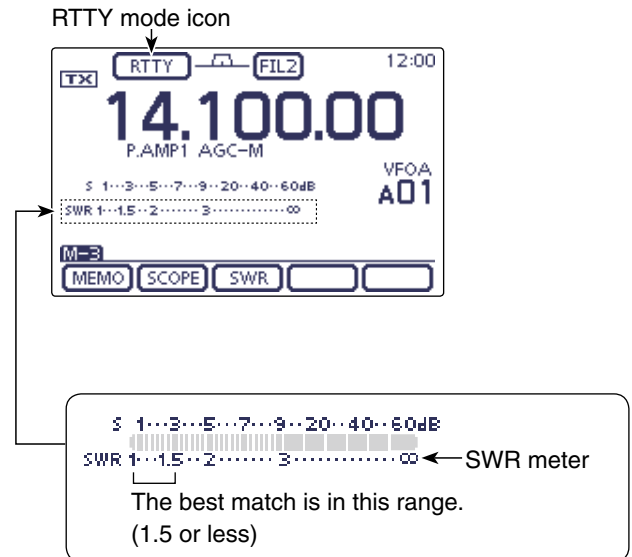 RTTY mode icon
TX RTTY FIL2 12:00
14.100.00
P.AMP1 AGC-M
VFOA
A01
S 1···3···5···7···9··20··40··60dB
SWR 1···1.5··2······· 3············∞
M-3
MEMO SCOPE SWR
S 1···3···5···7···9··20··40··60dB
SWR 1···1.5··2······· 3············∞ SWR meter
The best match is in this range.
(1.5 or less)